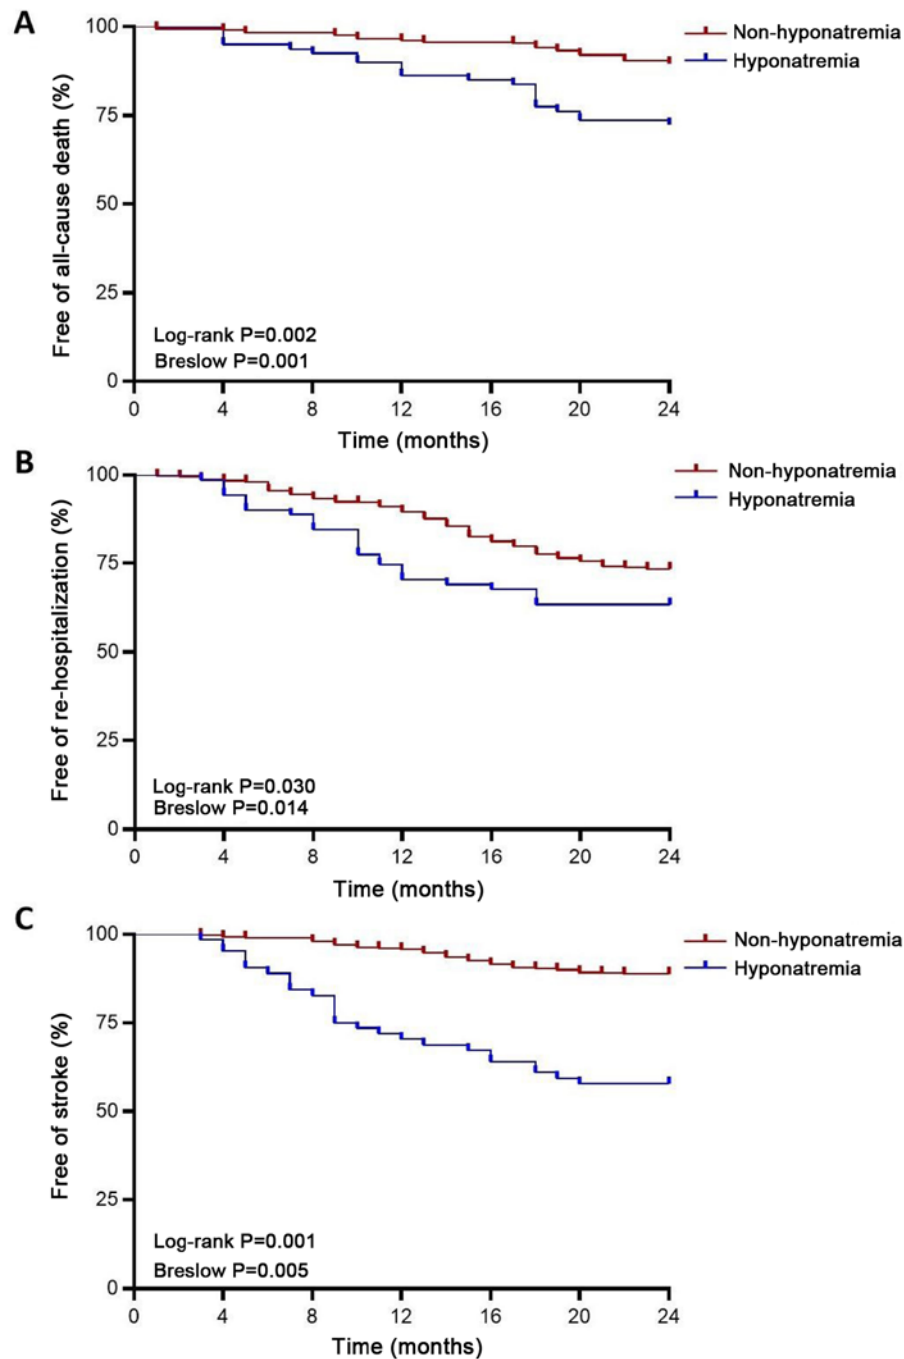 A
Free of all-cause death (%)
100
75
50
25
0
Non-hyponatremia
Hyponatremia
Log-rank P=0.002
Breslow P=0.001
0 4 8 12 16 20 24
Time (months)
B
Free of re-hospitalization (%)
100
75
50
25
0
Non-hyponatremia
Hyponatremia
Log-rank P=0.030
Breslow P=0.014
0 4 8 12 16 20 24
Time (months)
C
Free of stroke (%)
100
75
50
25
0
Non-hyponatremia
Hyponatremia
Log-rank P=0.001
Breslow P=0.005
0 4 8 12 16 20 24
Time (months)